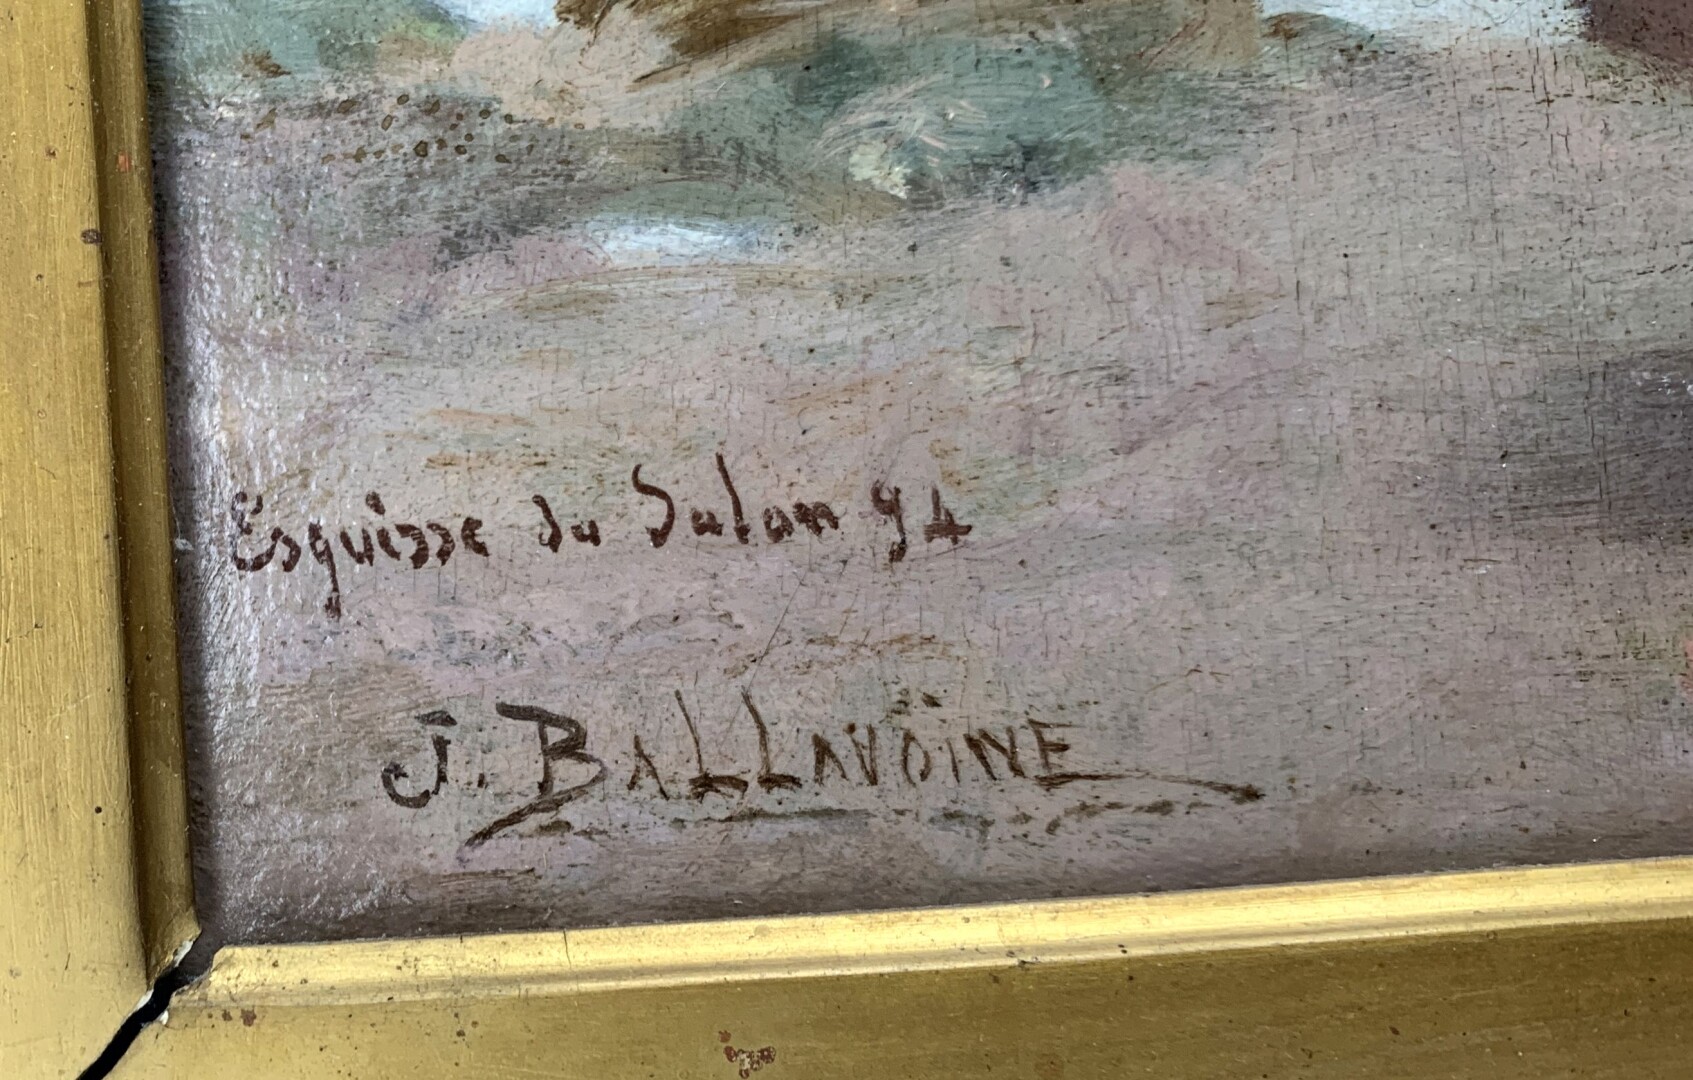 Esquisse du Salon 94
J. BALLAVOINE